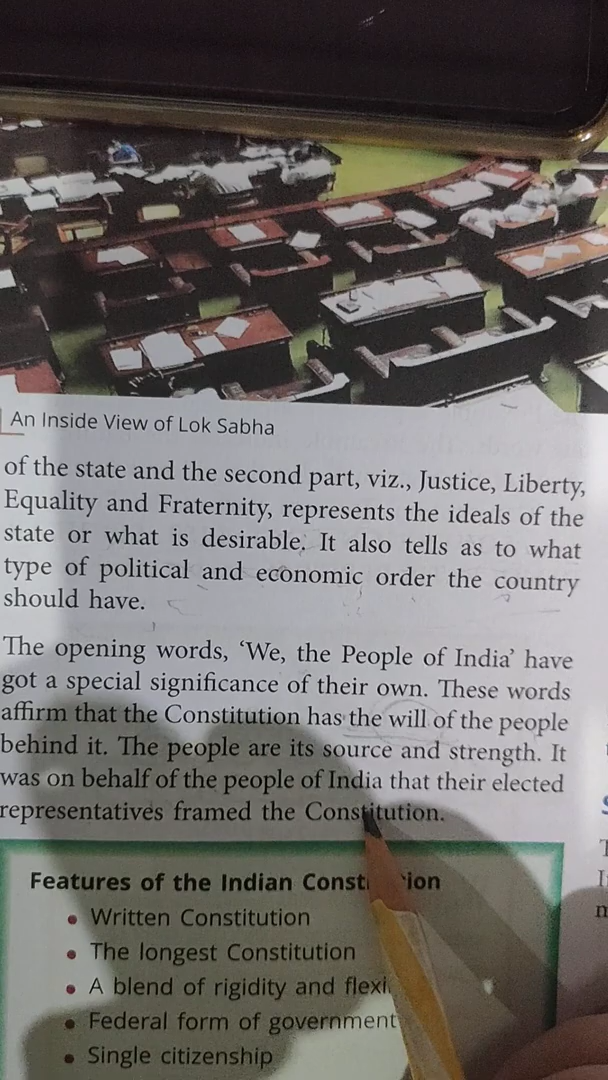 An Inside View of Lok Sabha
of the state and the second part, viz., Justice, Liberty,
Equality and Fraternity, represents the ideals of the
state or what is desirable. It also tells as to what
type of political and economic order the country
should have.
The opening words, ‘We, the People of India’ have
got a special significance of their own. These words
affirm that the Constitution has the will of the people
behind it. The people are its source and strength. It
was on behalf of the people of India that their elected
representatives framed the Constitution.
Features of the Indian
• Written Constitution
• The longest Constitution
• A blend of rigidity and
• Federal form of government
• Single citizenship